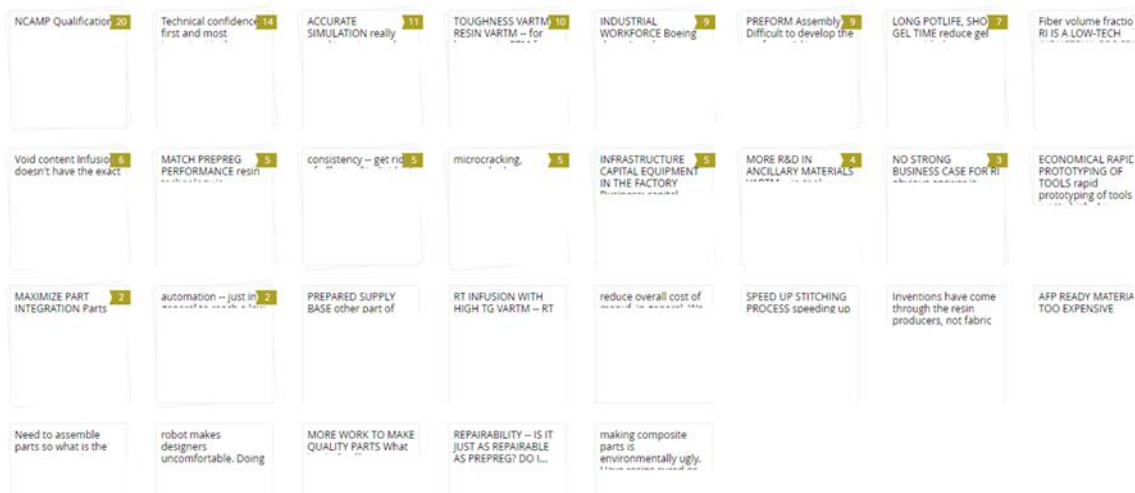 NCAMP Qualification 20
Technical confidence 14
first and most
ACCURATE 11
SIMULATION really
TOUGHNESS VARTM 10
RESIN VARTM -- for
INDUSTRIAL 9
WORKFORCE Boeing
PREFORM Assembly 9
Difficult to develop the
LONG POTLIFE, SHO 7
GEL TIME reduce gel
Fiber volume fractio
RI IS A LOW-TECH
Void content Infusio 6
doesn't have the exact
MATCH PREPREG 5
PERFORMANCE resin
consistency -- get rid 5
microcracking, 5
INFRASTRUCTURE 5
CAPITAL EQUIPMENT
IN THE FACTORY
MORE R&D IN 4
ANCILLARY MATERIALS
NO STRONG 3
BUSINESS CASE FOR RI
ECONOMICAL RAPID
PROTOTYPING OF
TOOLS rapid
prototyping of tools
MAXIMIZE PART 2
INTEGRATION Parts
automation -- just in 2
PREPARED SUPPLY
BASE other part of
RT INFUSION WITH
HIGH TG VARTM -- RT
reduce overall cost of
SPEED UP STITCHING
PROCESS speeding up
Inventions have come
through the resin
producers, not fabric
AFP READY MATERIA
TOO EXPENSIVE
Need to assemble
parts so what is the
robot makes
designers
uncomfortable. Doing
MORE WORK TO MAKE
QUALITY PARTS What
REPAIRABILITY -- IS IT
JUST AS REPAIRABLE
AS PREPREG? DO I...
making composite
parts is
environmentally ugly.